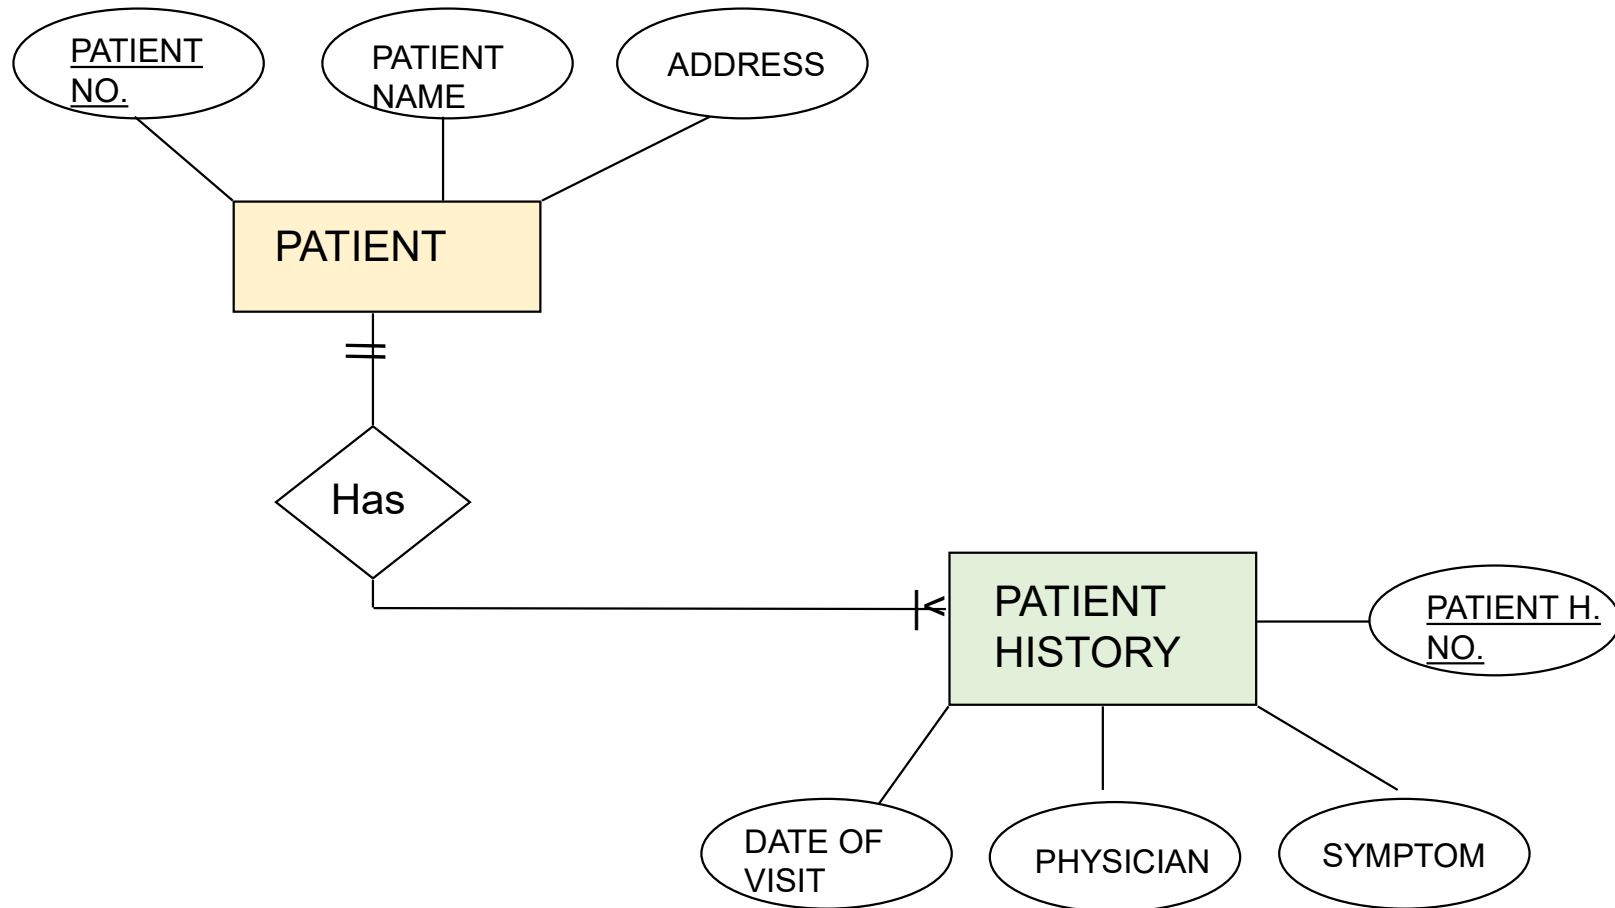 PATIENT
NO.
PATIENT
NAME
ADDRESS
PATIENT
Has
PATIENT
HISTORY
PATIENT H.
NO.
DATE OF
VISIT
PHYSICIAN
SYMPTOM